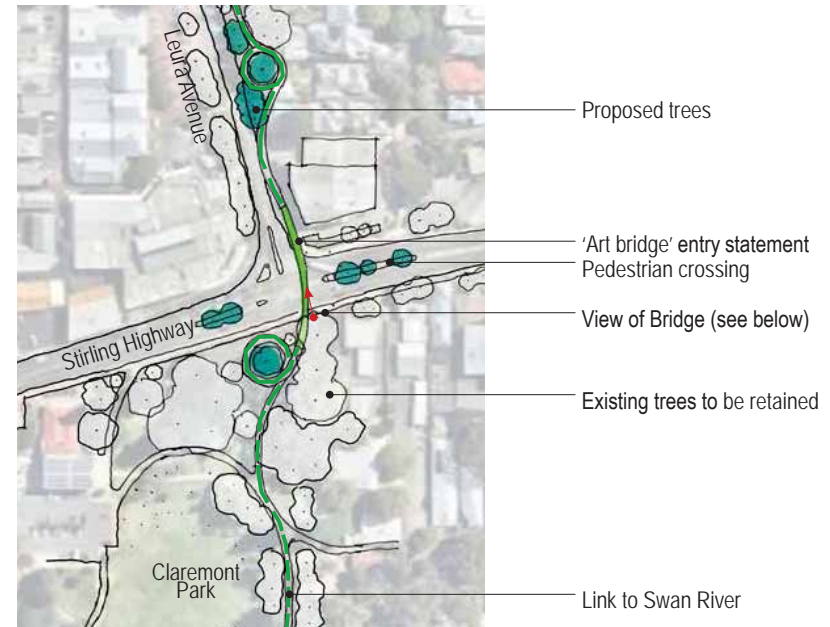 Leura Avenue
Proposed trees
'Art bridge' entry statement
Pedestrian crossing
View of Bridge (see below)
Stirling Highway
Existing trees to be retained
Claremont
Park
Link to Swan River